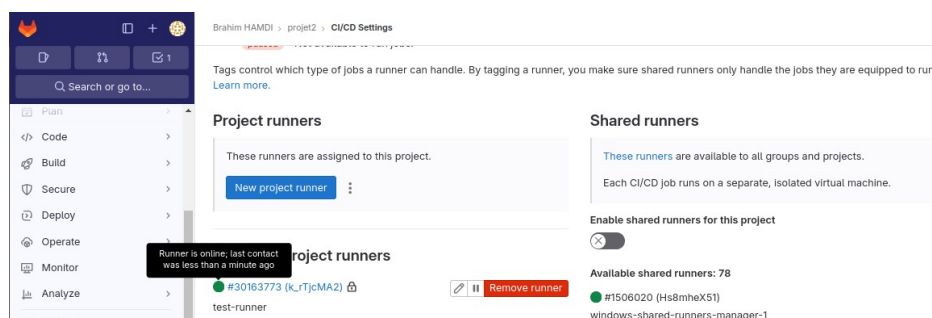 Brahim HAMDI > projet2 > CI/CD Settings
1
Search or go to...
Plan
Code
Build
Secure
Deploy
Operate
Monitor
Analyze
Tags control which type of jobs a runner can handle. By tagging a runner, you make sure shared runners only handle the jobs they are equipped to run
Learn more.
Project runners
These runners are assigned to this project.
New project runner
Runner is online; last contact
was less than a minute ago
roject runners
#30163773 (k_rTjcMA2)
Remove runner
test-runner
Shared runners
These runners are available to all groups and projects.
Each CI/CD job runs on a separate, isolated virtual machine.
Enable shared runners for this project
Available shared runners: 78
#1506020 (Hs8mheX51)
windows-shared-runners-manager-1